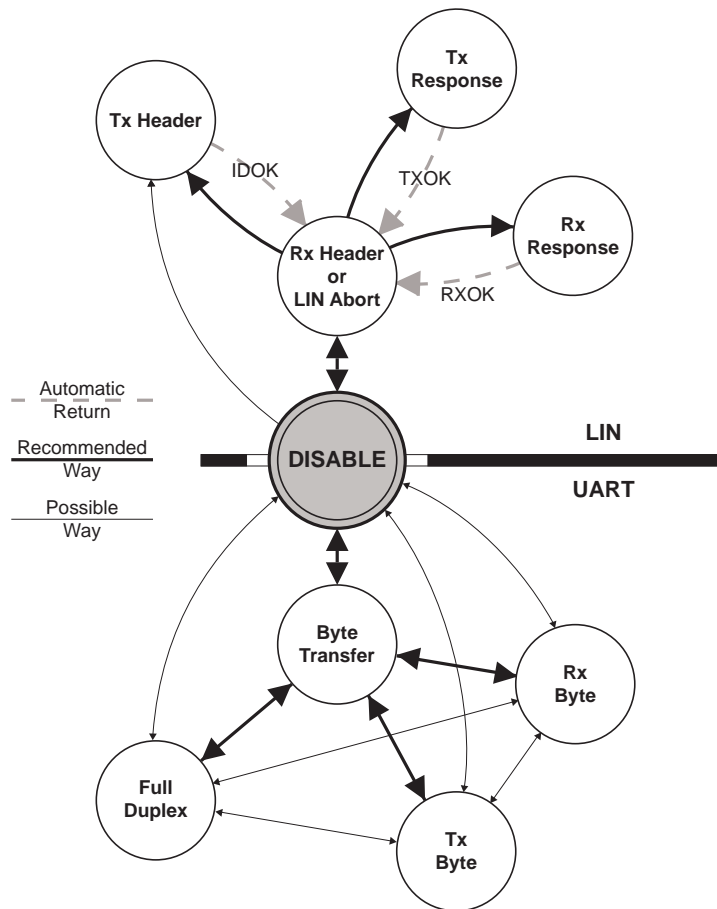 Tx
Response
Tx Header
IDOK
TXOK
Rx
Response
Rx Header
or
LIN Abort
RXOK
Automatic
Return
Recommended
Way
Possible
Way
DISABLE
LIN
UART
Byte
Transfer
Rx
Byte
Full
Duplex
Tx
Byte